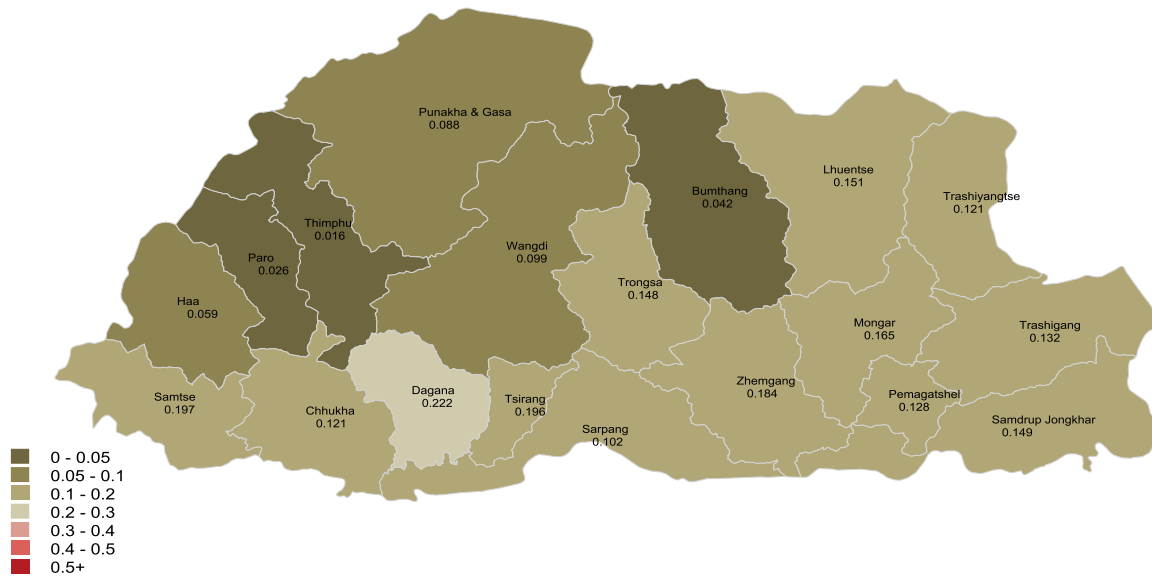 Punakha & Gasa
0.088
Lhuentse
0.151
Bumthang
0.042
Trashiyangtse
0.121
Thimphu
0.016
Wangdi
0.099
Paro
0.026
Trongsa
0.148
Haa
0.059
Mongar
0.165
Trashigang
0.132
Zhemgang
0.184
Dagana
0.222
Pemagatshel
0.128
Samtse
0.197
Tsirang
0.196
Chhukha
0.121
Samdrup Jongkhar
0.149
Sarpang
0.102
0 - 0.05
0.05 - 0.1
0.1 - 0.2
0.2 - 0.3
0.3 - 0.4
0.4 - 0.5
0.5+